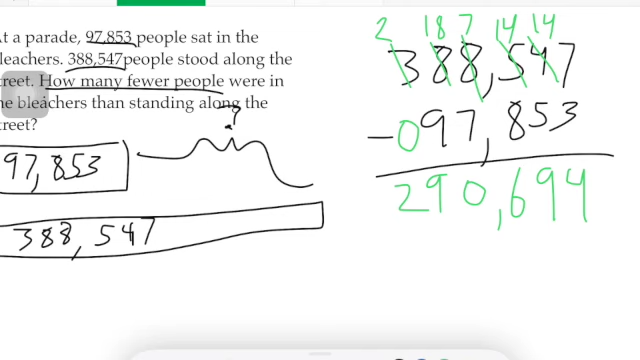 At a parade, 97,853 people sat in the
bleachers. 388,547 people stood along the
street. How many fewer people were in
the bleachers than standing along the
street?
?
97,853
388,547
2 18 7 14 14
388,547
-097,853
290,694